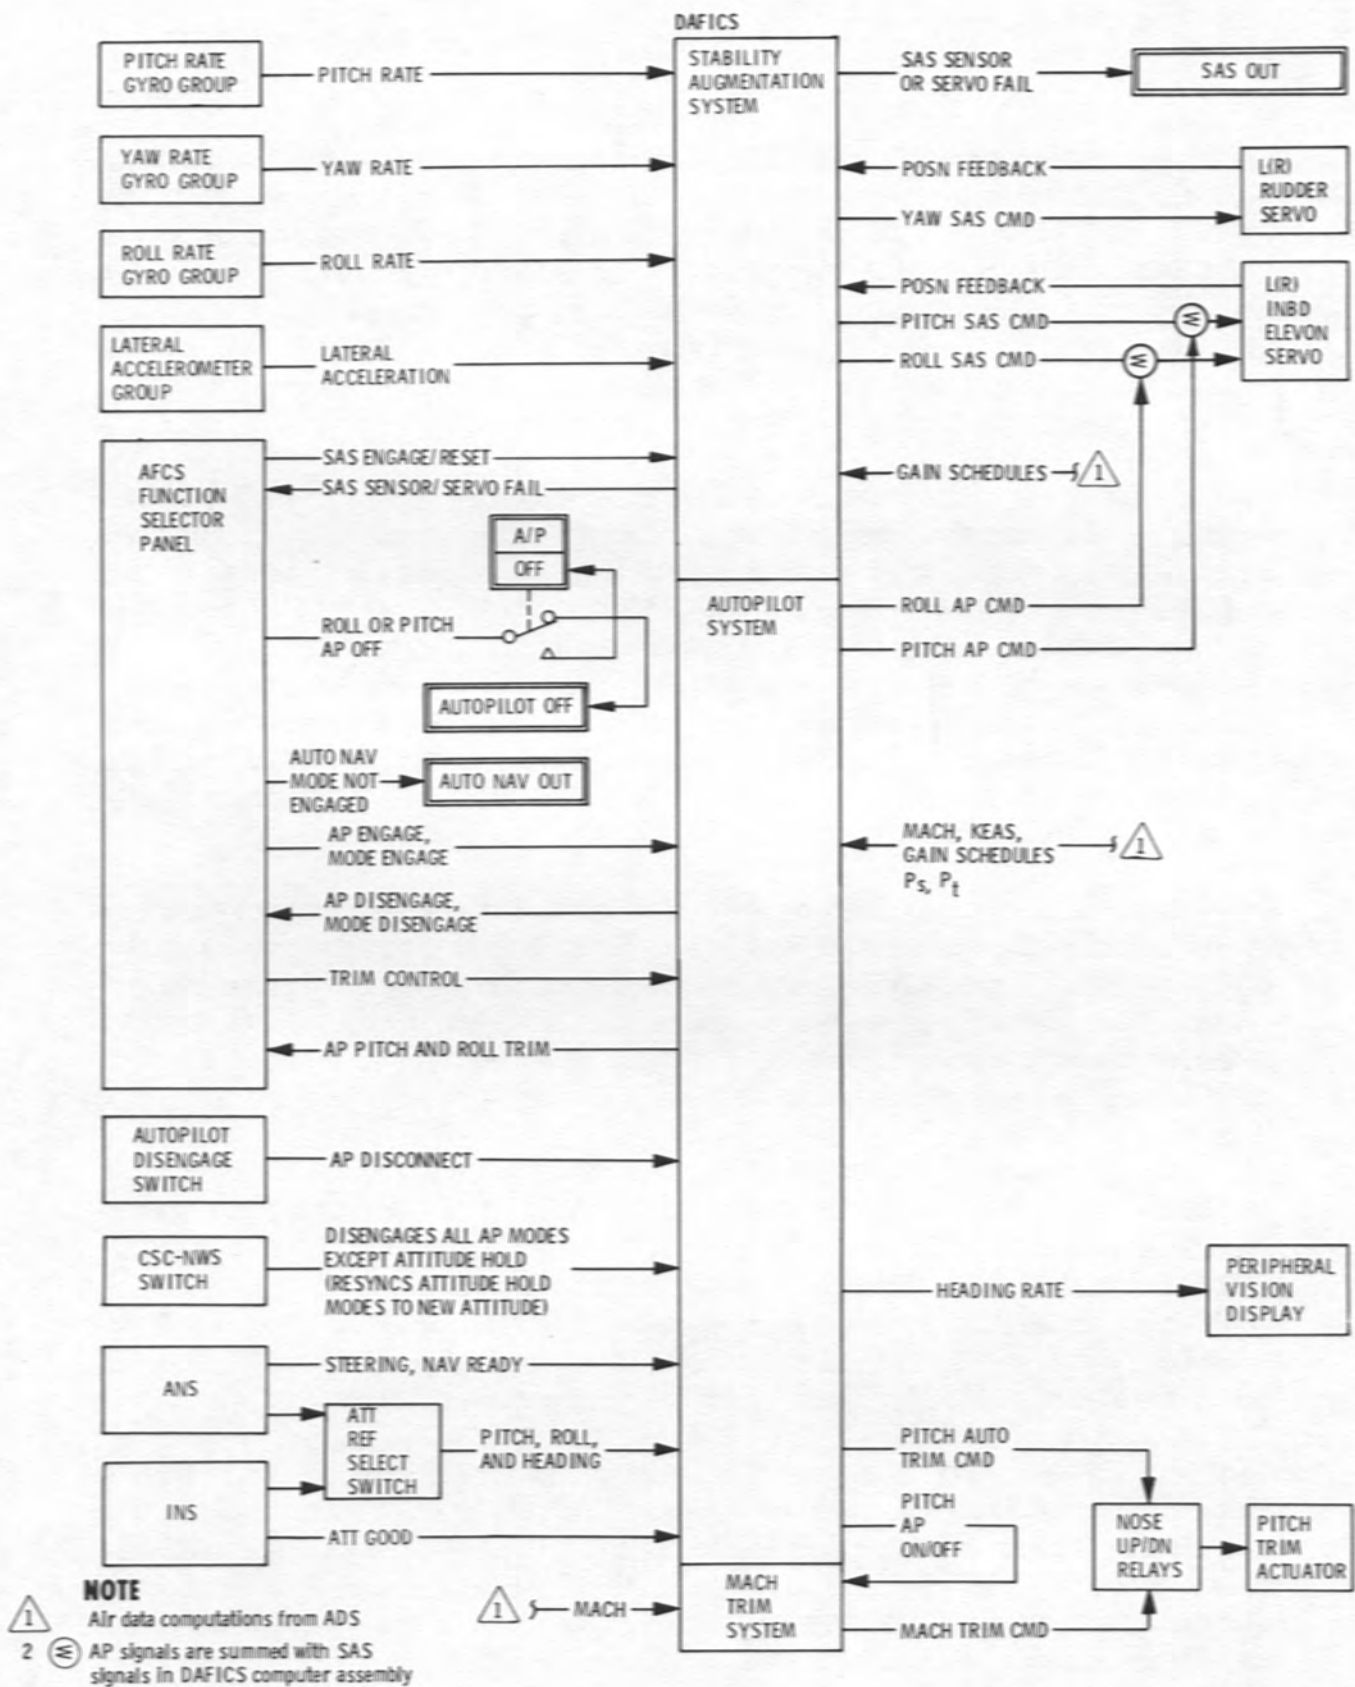 DAFICS
PITCH RATE
GYRO GROUP
PITCH RATE
STABILITY
AUGMENTATION
SYSTEM
SAS SENSOR
OR SERVO FAIL
SAS OUT
YAW RATE
GYRO GROUP
YAW RATE
POSN FEEDBACK
YAW SAS CMD
L(R)
RUDDER
SERVO
ROLL RATE
GYRO GROUP
ROLL RATE
POSN FEEDBACK
PITCH SAS CMD
ROLL SAS CMD
L(R)
INBD
ELEVON
SERVO
LATERAL
ACCELEROMETER
GROUP
LATERAL
ACCELERATION
AFCS
FUNCTION
SELECTOR
PANEL
SAS ENGAGE/RESET
SAS SENSOR/SERVO FAIL
GAIN SCHEDULES
1
A/P
OFF
ROLL OR PITCH
AP OFF
AUTOPILOT
SYSTEM
ROLL AP CMD
PITCH AP CMD
AUTOPILOT OFF
AUTO NAV
MODE NOT
ENGAGED
AUTO NAV OUT
AP ENGAGE,
MODE ENGAGE
MACH, KEAS,
GAIN SCHEDULES
Ps, Pt
1
AP DISENGAGE,
MODE DISENGAGE
TRIM CONTROL
AP PITCH AND ROLL TRIM
AUTOPILOT
DISENGAGE
SWITCH
AP DISCONNECT
CSC-NWS
SWITCH
DISENGAGES ALL AP MODES
EXCEPT ATTITUDE HOLD
(RESYNCS ATTITUDE HOLD
MODES TO NEW ATTITUDE)
HEADING RATE
PERIPHERAL
VISION
DISPLAY
ANS
STEERING, NAV READY
ATT
REF
SELECT
SWITCH
PITCH, ROLL,
AND HEADING
PITCH AUTO
TRIM CMD
INS
ATT GOOD
PITCH
AP
ON/OFF
NOSE
UP/DN
RELAYS
PITCH
TRIM
ACTUATOR
1
MACH
MACH
TRIM
SYSTEM
MACH TRIM CMD
NOTE
1 Air data computations from ADS
2 Σ AP signals are summed with SAS
signals in DAFICS computer assembly